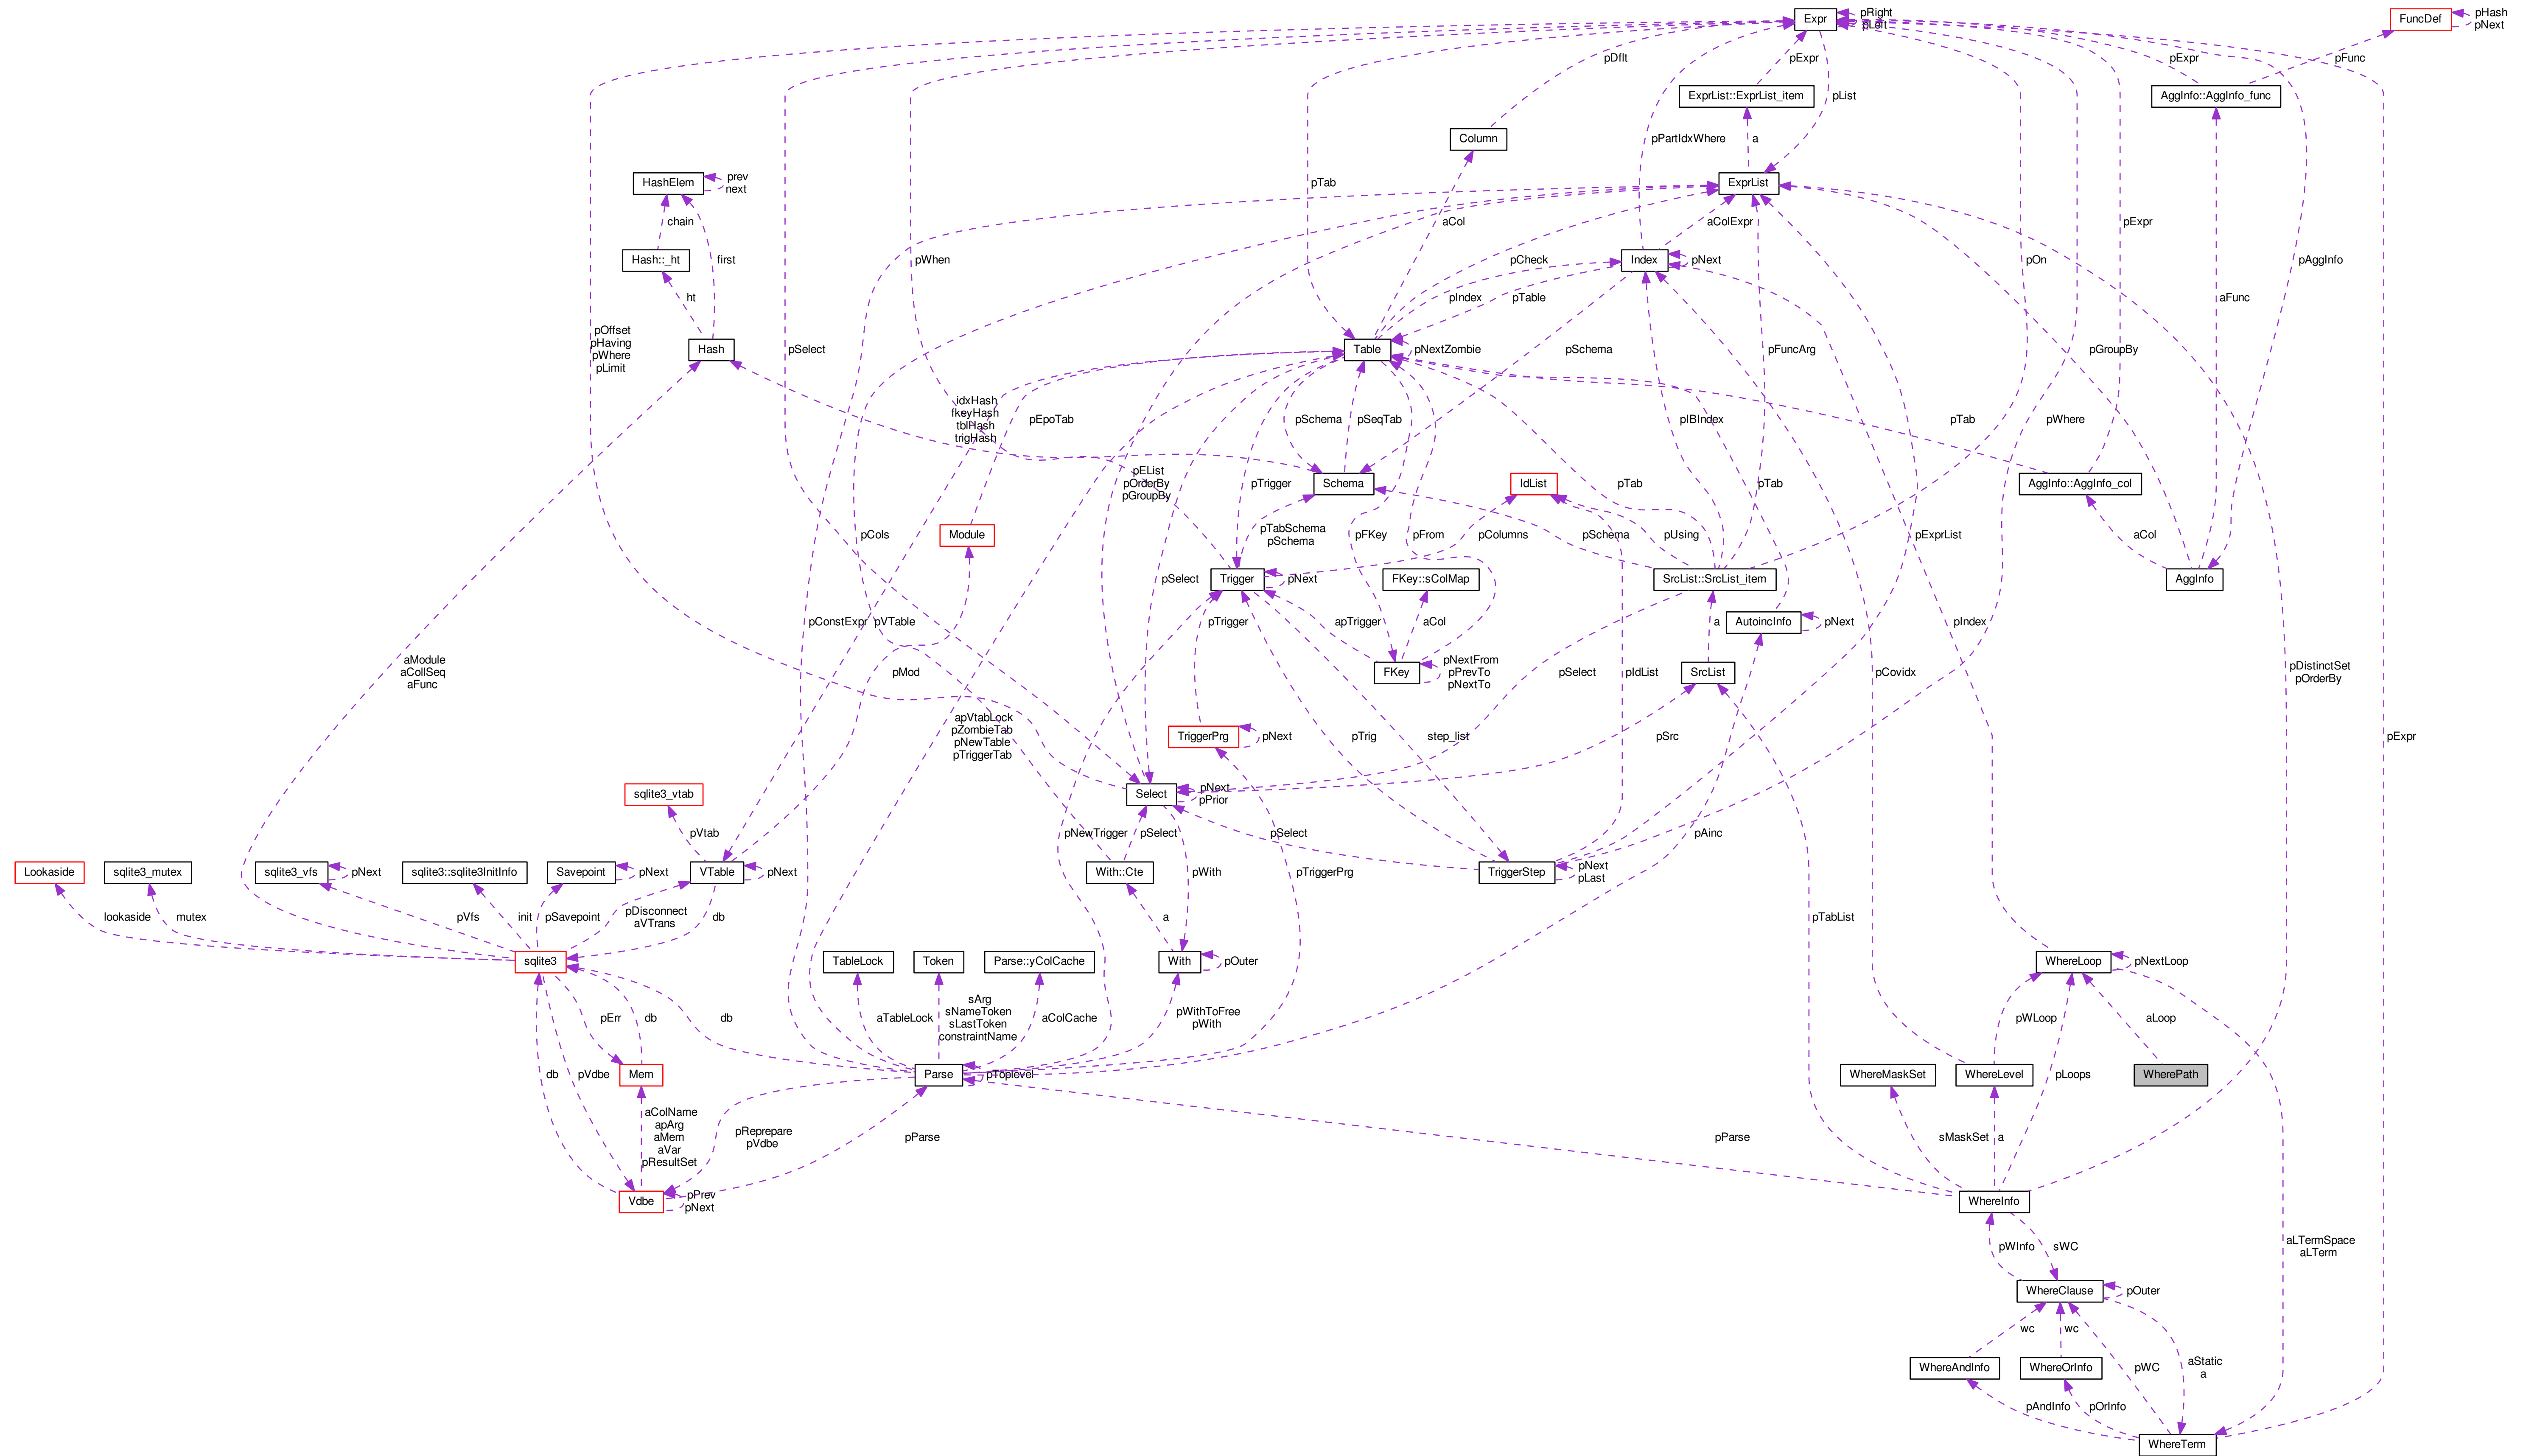 Expr
pRight
pLeft
FuncDef
pHash
pNext
pDflt
pExpr
pExpr
pFunc
ExprList::ExprList_item
pList
AggInfo::AggInfo_func
Column
pPartIdxWhere
a
HashElem
prev
next
pTab
ExprList
chain
aCol
aColExpr
pExpr
Hash::_ht
first
pWhen
pCheck
Index
pNext
pOn
pAggInfo
ht
pIndex
pTable
aFunc
pOffset
pHaving
pWhere
pLimit
Hash
pSelect
Table
pNextZombie
pSchema
pFuncArg
pGroupBy
idxHash
fkeyHash
tblHash
trigHash
pEpoTab
pSchema
pSeqTab
pIBIndex
pWhere
pTab
pEList
pOrderBy
pGroupBy
pTrigger
Schema
IdList
pTab
pTab
AggInfo::AggInfo_col
Module
pCols
pTabSchema
pSchema
pFKey
pFrom
pColumns
pSchema
pUsing
pExprList
aCol
pSelect
Trigger
pNext
FKey::sColMap
SrcList::SrcList_item
AggInfo
pConstExpr
pVTable
pTrigger
apTrigger
aCol
a
AutoincInfo
pNext
pIndex
aModule
aCollSeq
aFunc
pMod
FKey
pNextFrom
pPrevTo
pNextTo
pSelect
pIdList
SrcList
pCovidx
pDistinctSet
pOrderBy
apVtabLock
pZombieTab
pNewTable
pTriggerTab
TriggerPrg
pNext
pTrig
step_list
pSrc
pExpr
sqlite3_vtab
Select
pNext
pPrior
pVtab
pNewTrigger
pSelect
pSelect
pAinc
Lookaside
sqlite3_mutex
sqlite3_vfs
pNext
sqlite3::sqlite3InitInfo
Savepoint
pNext
VTable
pNext
With::Cte
pWith
pTriggerPrg
TriggerStep
pNext
pLast
lookaside
mutex
pVfs
init
pSavepoint
pDisconnect
aVTrans
db
a
pTabList
sqlite3
TableLock
Token
Parse::yColCache
With
pOuter
WhereLoop
pNextLoop
pErr
db
db
aTableLock
sArg
sNameToken
sLastToken
constraintName
aColCache
pWithToFree
pWith
pWLoop
aLoop
db
pVdbe
Mem
Parse
pToplevel
WhereMaskSet
WhereLevel
pLoops
WherePath
aColName
apArg
aMem
aVar
pResultSet
pReprepare
pVdbe
pParse
pParse
sMaskSet
a
Vdbe
pPrev
pNext
WhereInfo
pWInfo
sWC
aLTermSpace
aLTerm
WhereClause
pOuter
wc
wc
WhereAndInfo
WhereOrInfo
pWC
aStatic
a
pAndInfo
pOrInfo
WhereTerm